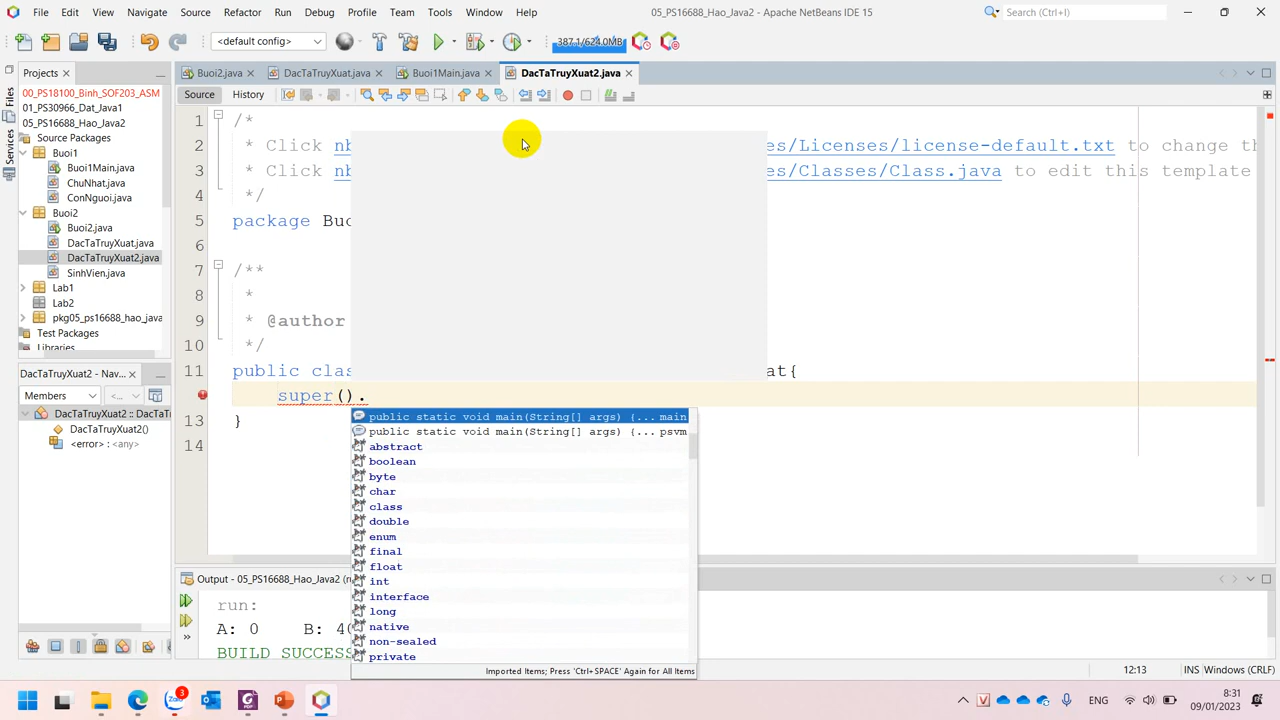 File Edit View Navigate Source Refactor Run Debug Profile Team Tools Window Help
05_PS16688_Hao_Java2 - Apache NetBeans IDE 15
Search (Ctrl+I)
<default config>
387.1/624.0MB
Projects
Buoi2.java
DacTaTruyXuat.java
Buoi1Main.java
DacTaTruyXuat2.java
Files
Services
Source
History
00_PS18100_Binh_SOF203_ASM
01_PS30966_Dat_Java1
05_PS16688_Hao_Java2
Source Packages
Buoi1
Buoi1Main.java
ChuNhat.java
ConNguoi.java
Buoi2
Buoi2.java
DacTaTruyXuat.java
DacTaTruyXuat2.java
SinhVien.java
Lab1
Lab2
pkg05_ps16688_hao_java
Test Packages
Libraries
1 /*
2 * Click nb es/Licenses/license-default.txt to change th
3 * Click nb es/Classes/Class.java to edit this template
4 */
5 package Buo
6
7 /**
8 *
9 * @author
10 */
11 public clas at{
super().
13 }
14
DacTaTruyXuat2 - Nav...
Members
<...
DacTaTruyXuat2 :: DacTaT
DacTaTruyXuat2()
<error> : <any>
public static void main(String[] args) {... main
public static void main(String[] args) {... psvm
abstract
boolean
byte
char
class
double
enum
final
float
int
interface
long
native
non-sealed
private
Imported Items; Press 'Ctrl+SPACE' Again for All Items
Output - 05_PS16688_Hao_Java2 (r
run:
A: 0 B: 40
BUILD SUCCESS
12:13
INS
Windows (CRLF)
Zalo
3
ENG
8:31
09/01/2023